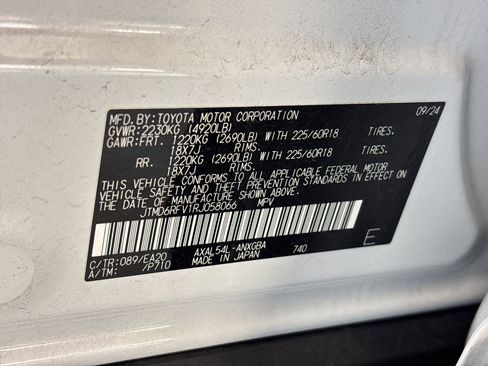 MFD.BY:TOYOTA MOTOR CORPORATION 09/24
GVWR:2230KG (4920LB)
GAWR:FRT. 1220KG (2690LB) WITH 225/60R18 TIRES.
18X7J RIMS.
RR. 1220KG (2690LB) WITH 225/60R18 TIRES.
18X7J RIMS.
THIS VEHICLE CONFORMS TO ALL APPLICABLE FEDERAL MOTOR
VEHICLE SAFETY AND THEFT PREVENTION STANDARDS IN
EFFECT ON THE DATE OF MANUFACTURE SHOWN ABOVE.
JTMD6RFV1RJ058066 MPV
C/TR:089/EA20 AXAL54L-ANXGBA 740 E
A/TM: /P710 MADE IN JAPAN